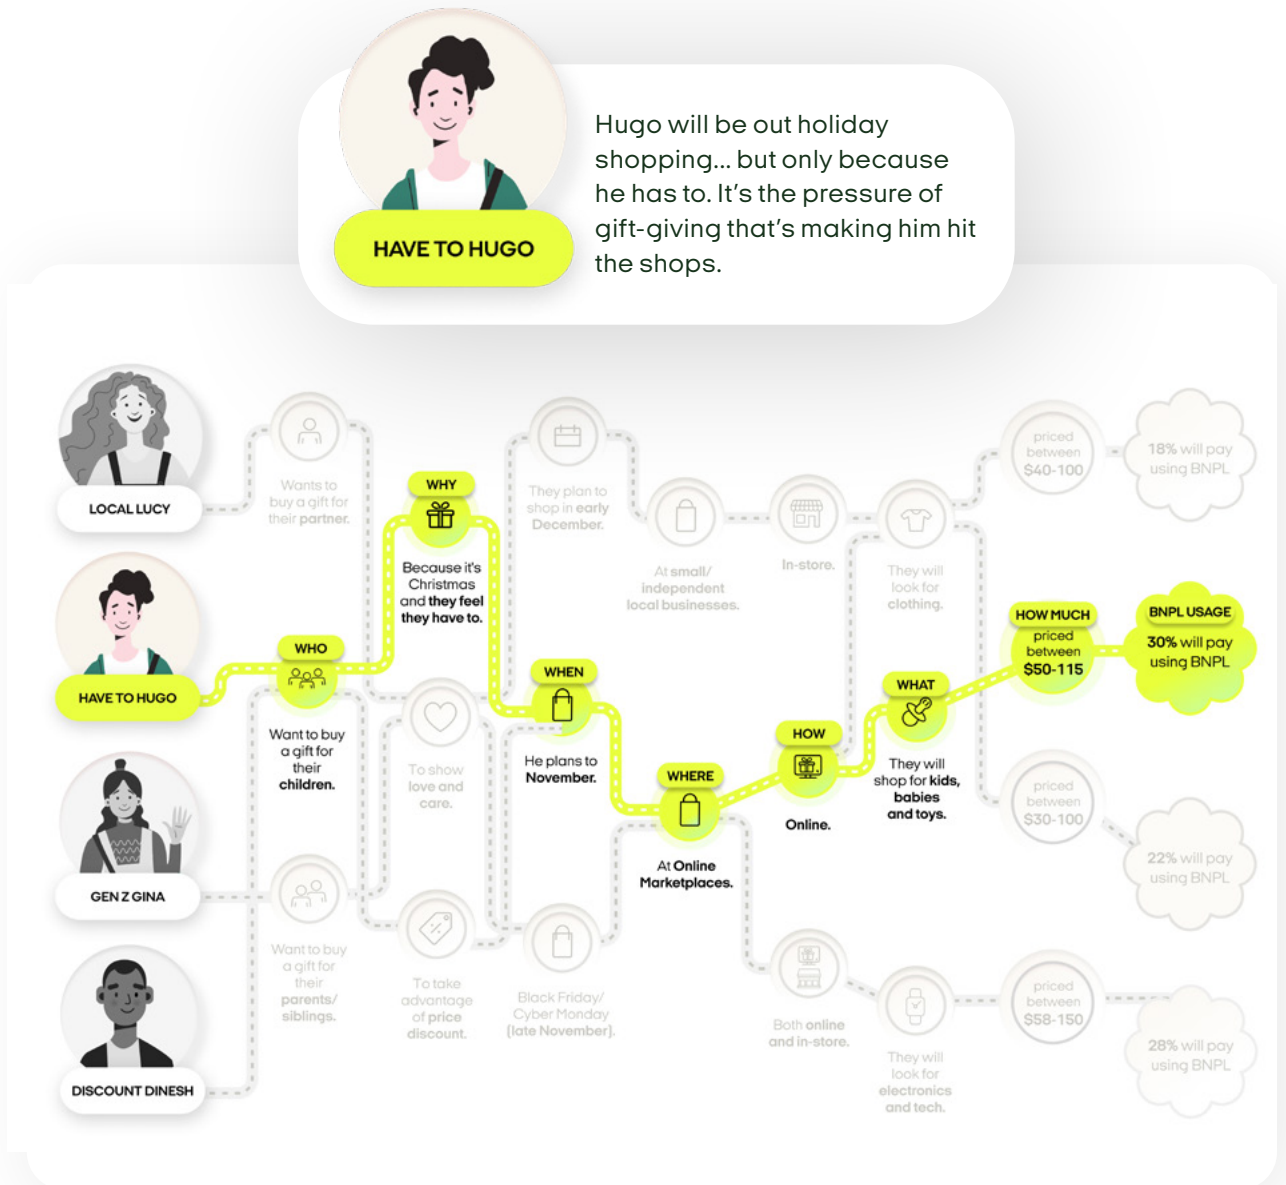 Hugo will be out holiday
shopping... but only because
he has to. It's the pressure of
gift-giving that's making him hit
the shops.
HAVE TO HUGO
LOCAL LUCY
Wants to
buy a gift for
their partner.
WHY
Because it's
Christmas
and they feel
they have to.
They plan to
shop in early
December.
At small/
independent
local businesses.
In-store.
They will
look for
clothing.
priced
between
$40-100
18% will pay
using BNPL
HAVE TO HUGO
WHO
Want to buy
a gift for
their
children.
To show
love and
care.
WHEN
He plans to
November.
WHERE
At Online
Marketplaces.
HOW
Online.
WHAT
They will
shop for kids,
babies
and toys.
HOW MUCH
priced
between
$50-115
BNPL USAGE
30% will pay
using BNPL
GEN Z GINA
Want to buy
a gift for
their
parents/
siblings.
To take
advantage
of price
discount.
Black Friday/
Cyber Monday
(late November).
priced
between
$30-100
22% will pay
using BNPL
DISCOUNT DINESH
Both online
and in-store.
They will
look for
electronics
and tech.
priced
between
$58-150
28% will pay
using BNPL